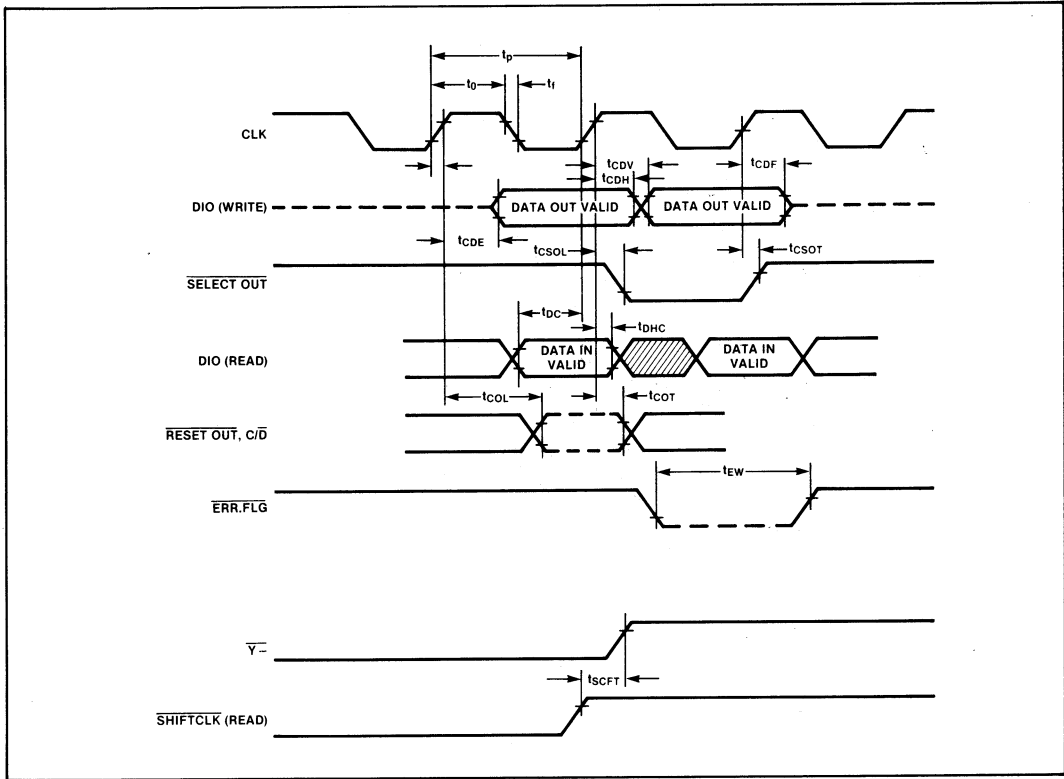 tp
t0
tf
CLK
tCDV
tCDF
tCDH
DIO (WRITE)
DATA OUT VALID
DATA OUT VALID
tCDE
tCSOL
tCSOT
SELECT OUT
tDC
tDHC
DIO (READ)
DATA IN
VALID
DATA IN
VALID
tCOL
tCOT
RESET OUT, C/D
tEW
ERR.FLG
Y–
tSCFT
SHIFTCLK (READ)